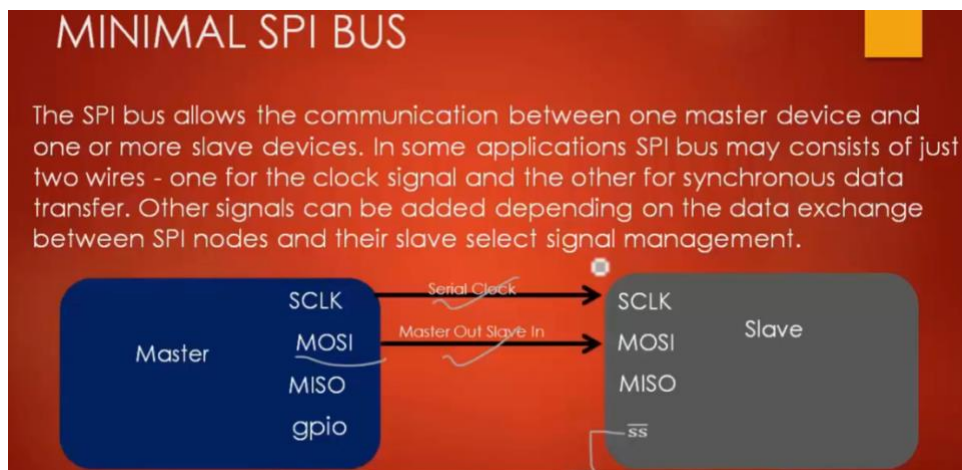 MINIMAL SPI BUS
The SPI bus allows the communication between one master device and
one or more slave devices. In some applications SPI bus may consists of just
two wires - one for the clock signal and the other for synchronous data
transfer. Other signals can be added depending on the data exchange
between SPI nodes and their slave select signal management.
Master
SCLK
MOSI
MISO
gpio
Serial Clock
Master Out Slave In
SCLK
MOSI
MISO
S̅S̅
Slave